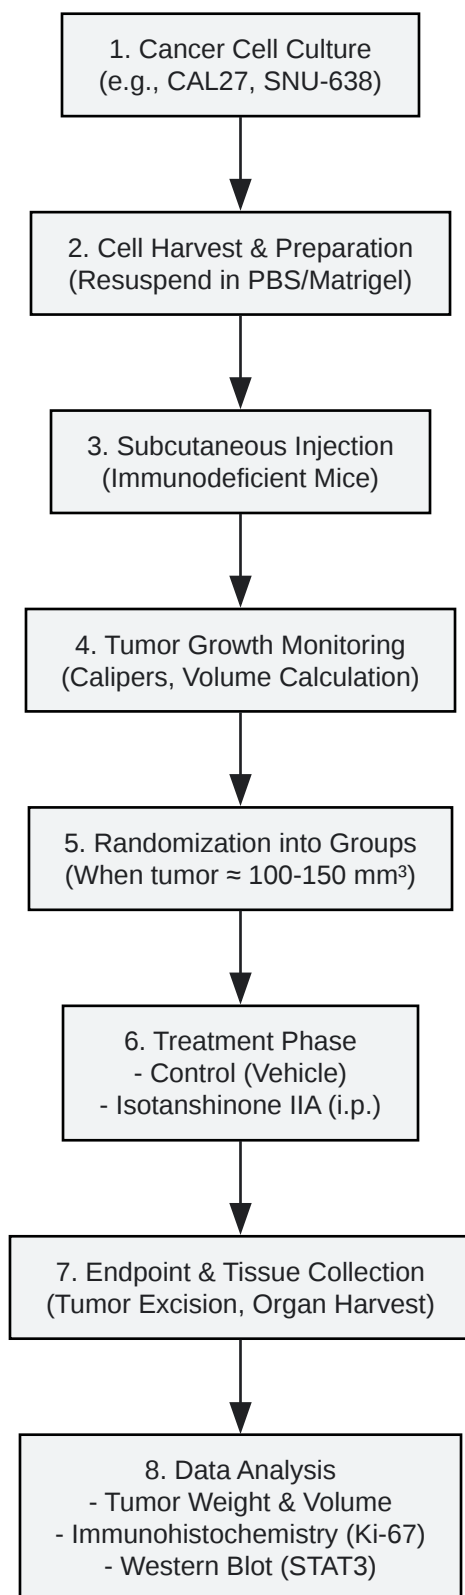 1. Cancer Cell Culture
(e.g., CAL27, SNU-638)
2. Cell Harvest & Preparation
(Resuspend in PBS/Matrigel)
3. Subcutaneous Injection
(Immunodeficient Mice)
4. Tumor Growth Monitoring
(Calipers, Volume Calculation)
5. Randomization into Groups
(When tumor ≈ 100-150 mm³)
6. Treatment Phase
- Control (Vehicle)
- Isotanshinone IIA (i.p.)
7. Endpoint & Tissue Collection
(Tumor Excision, Organ Harvest)
8. Data Analysis
- Tumor Weight & Volume
- Immunohistochemistry (Ki-67)
- Western Blot (STAT3)